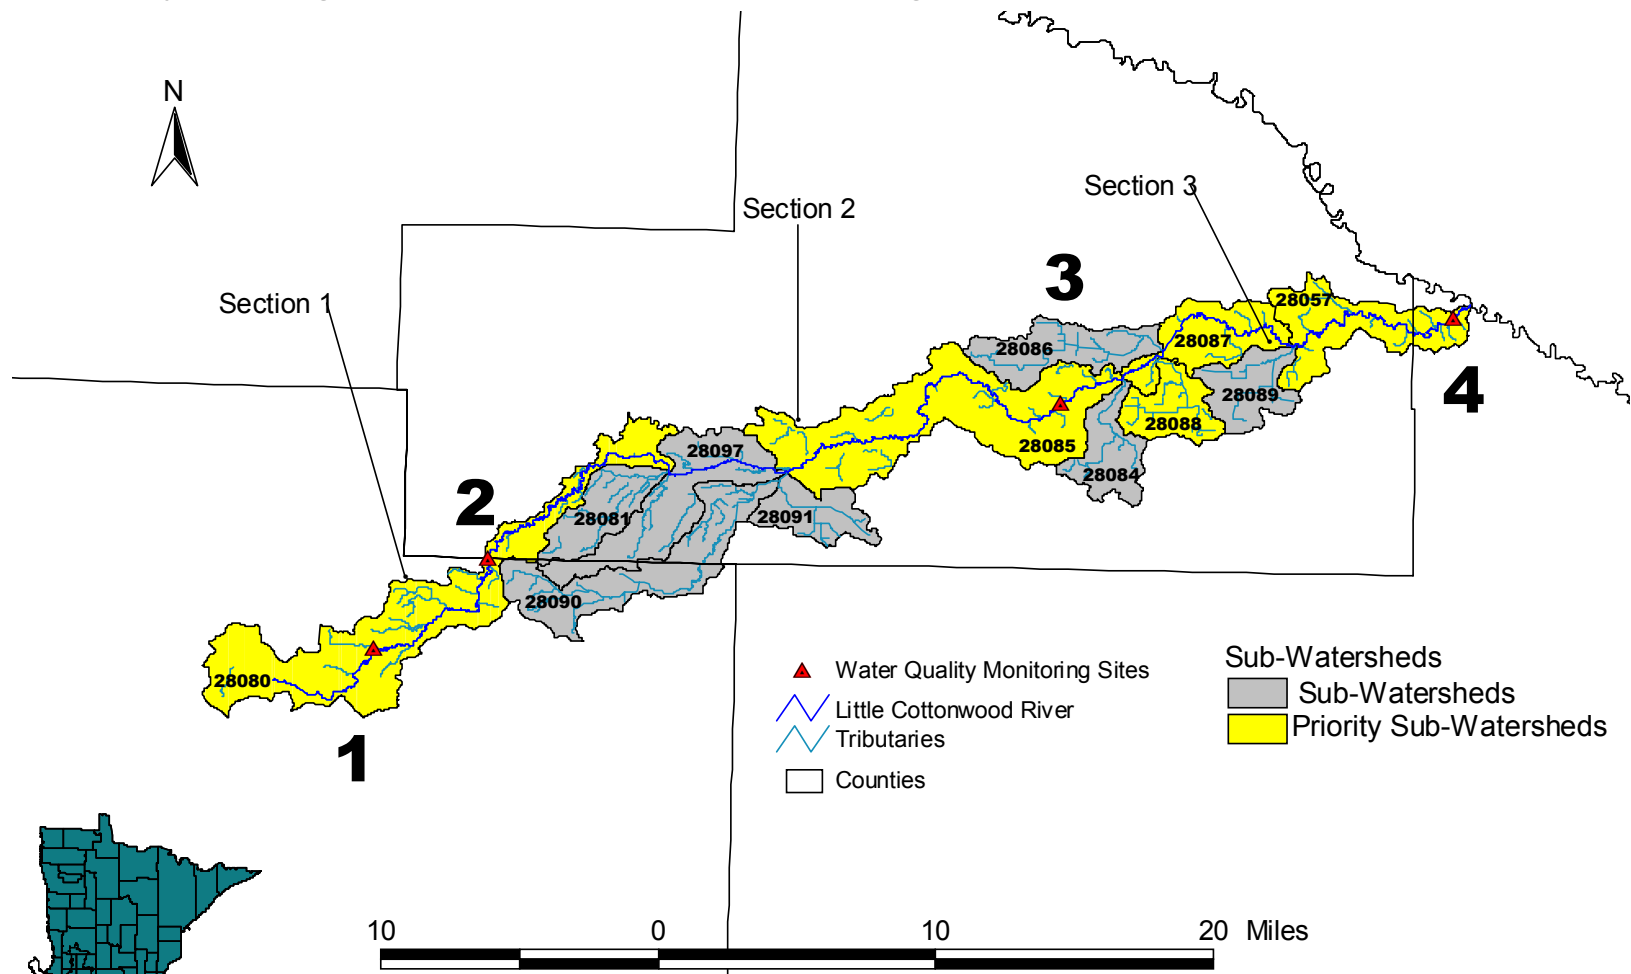 N
Section 3
Section 2
3
Section 1
28057
28087
28086
4
28089
28088
28085
28097
28084
2
28081
28091
28090
28080
1
Water Quality Monitoring Sites
Little Cottonwood River
Tributaries
Counties
Sub-Watersheds
Sub-Watersheds
Priority Sub-Watersheds
10 0 10 20 Miles